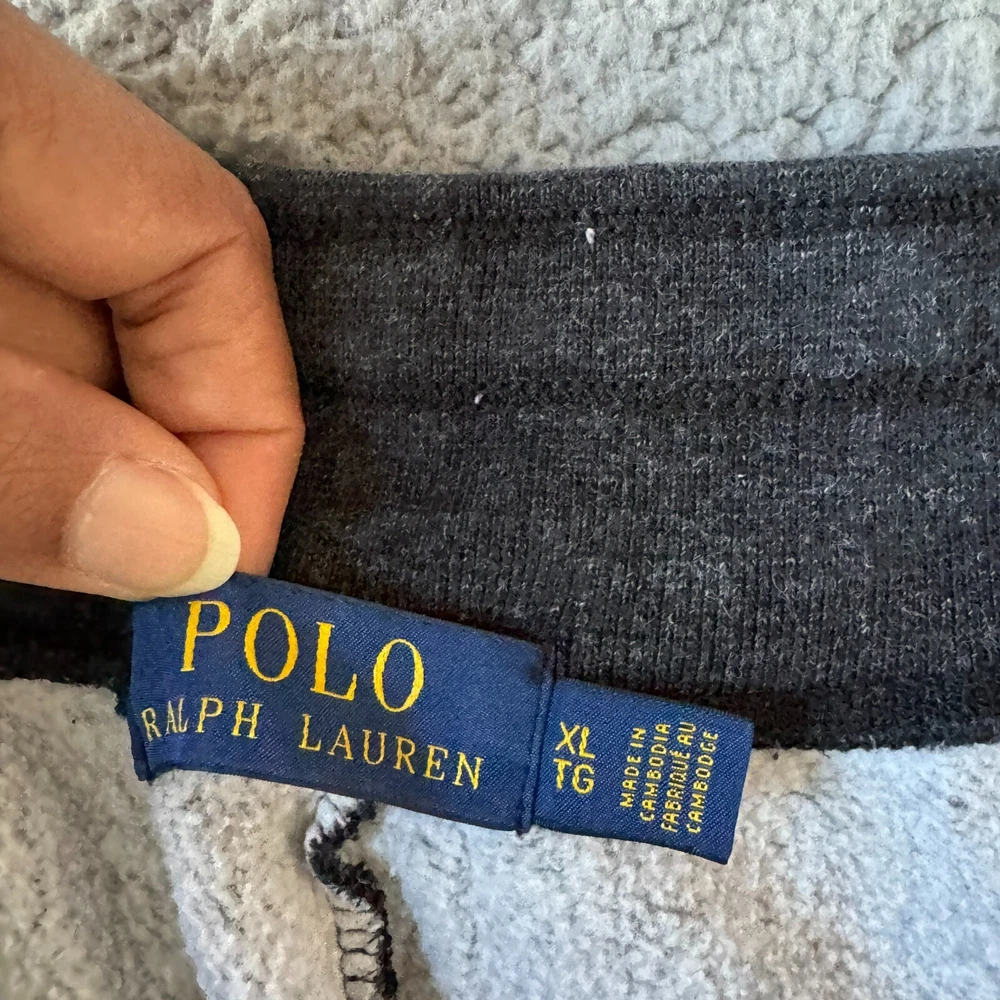 POLO
RALPH LAUREN
XL
TG
MADE IN
CAMBODIA
FABRIQUÉ AU
CAMBODGE